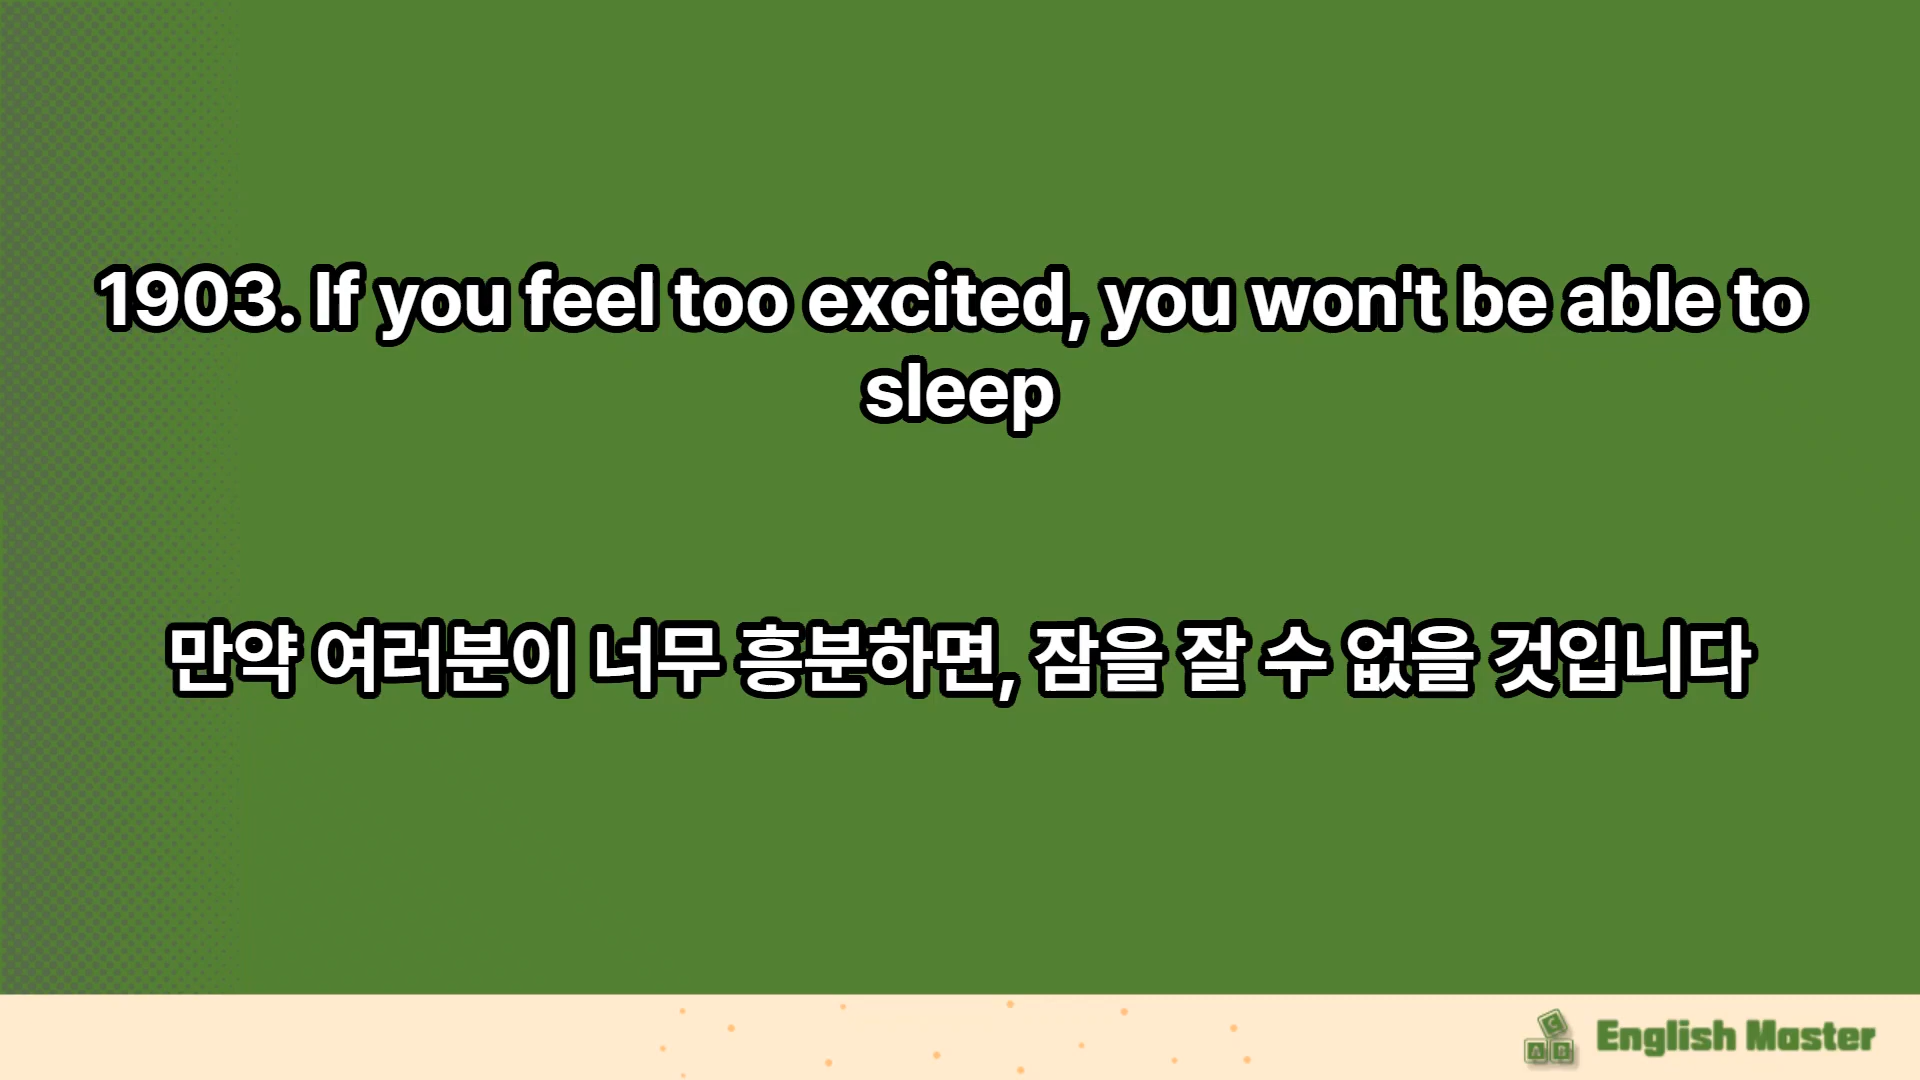 1903. If you feel too excited, you won't be able to
sleep
만약 여러분이 너무 흥분하면, 잠을 잘 수 없을 것입니다
C
A B
English Master